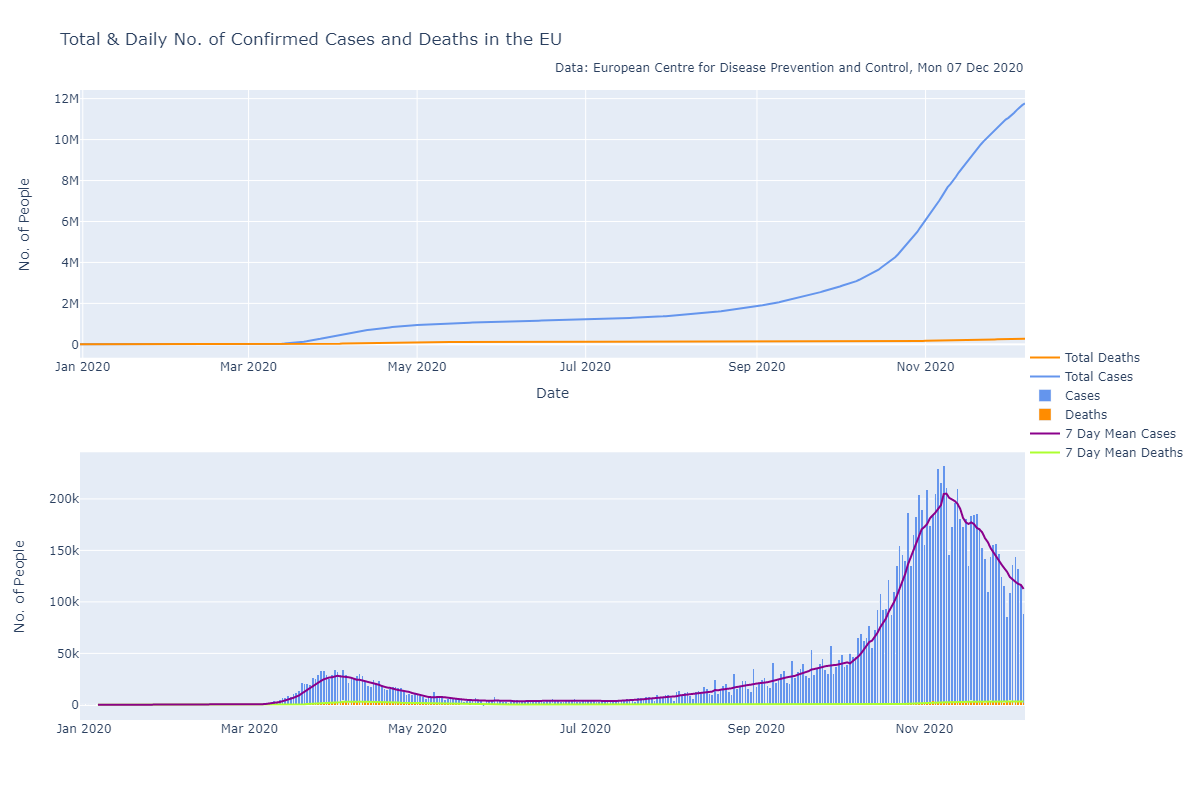 Total & Daily No. of Confirmed Cases and Deaths in the EU
Data: European Centre for Disease Prevention and Control, Mon 07 Dec 2020
12M
10M
8M
6M
4M
2M
0
No. of People
Jan 2020 Mar 2020 May 2020 Jul 2020 Sep 2020 Nov 2020
Date
Total Deaths
Total Cases
Cases
Deaths
7 Day Mean Cases
7 Day Mean Deaths
200k
150k
100k
50k
0
No. of People
Jan 2020 Mar 2020 May 2020 Jul 2020 Sep 2020 Nov 2020